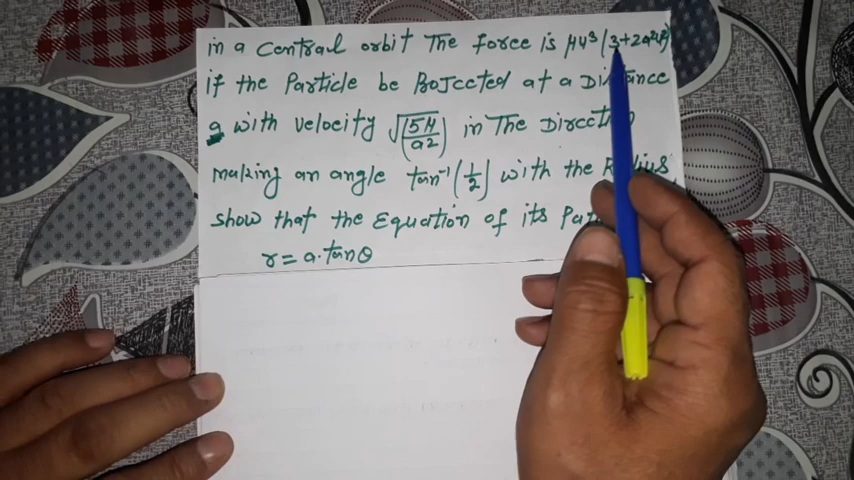 in a central orbit The force is μu³(3+2a²u²)
if the Particle be Projected at a Distance
a with velocity √(5μ/a²) in The Direction
making an angle tan⁻¹(1/2) with the Radius
show that the Equation of its
r = a·tanθ